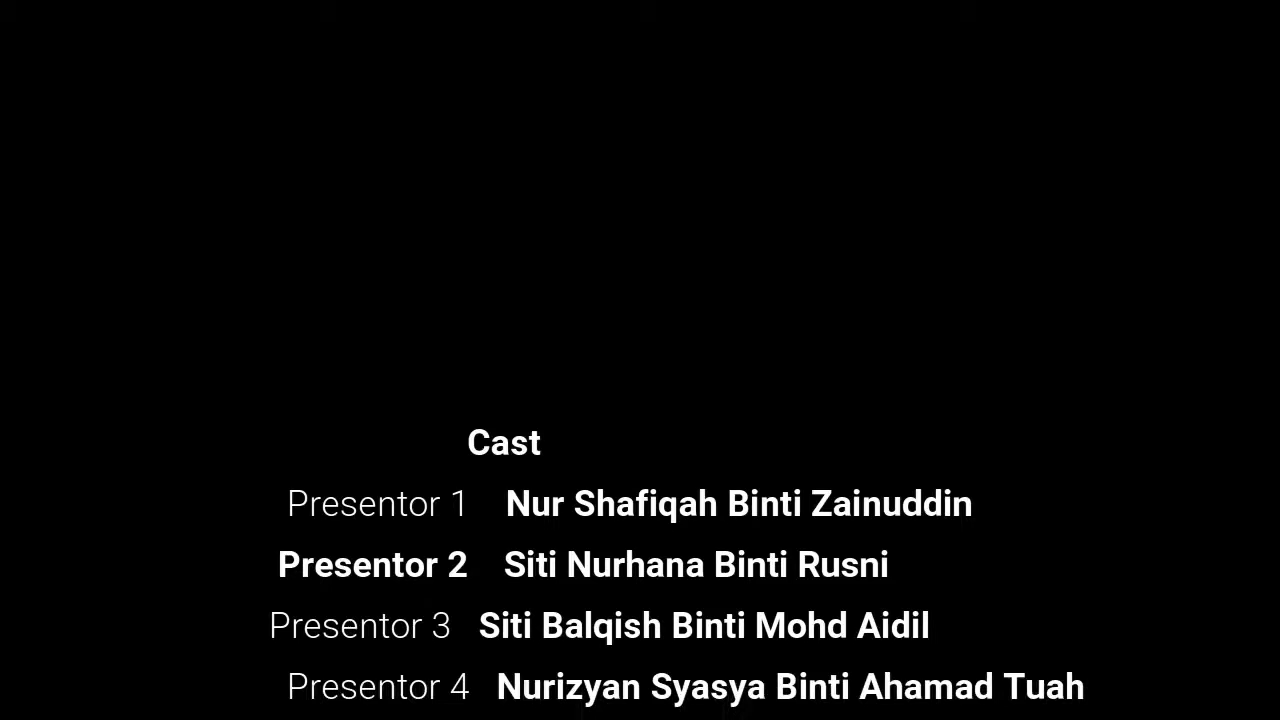 Cast
Presentor 1 Nur Shafiqah Binti Zainuddin
Presentor 2 Siti Nurhana Binti Rusni
Presentor 3 Siti Balqish Binti Mohd Aidil
Presentor 4 Nurizyan Syasya Binti Ahamad Tuah